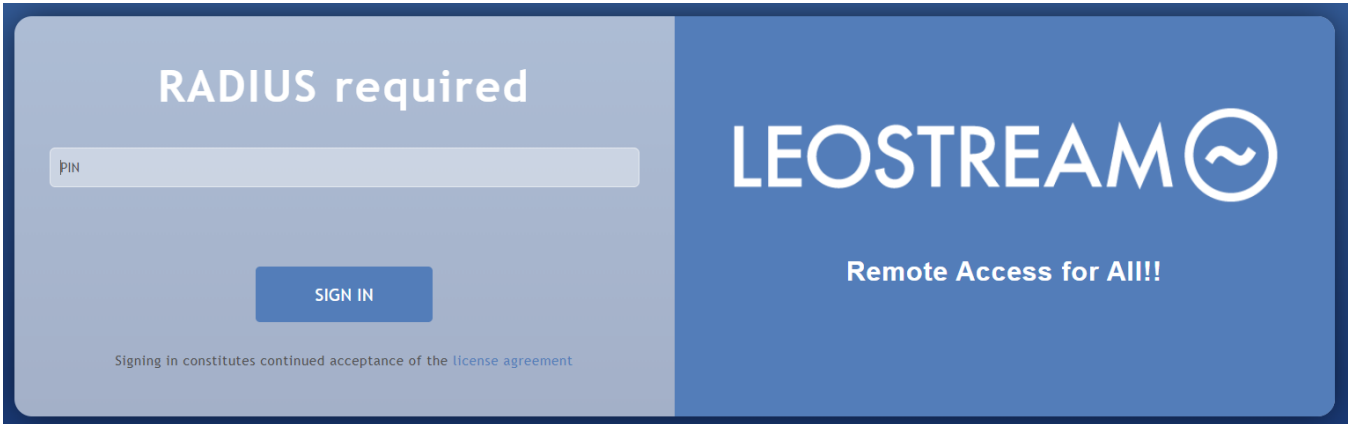 RADIUS required
PIN
SIGN IN
Signing in constitutes continued acceptance of the license agreement
LEOSTREAM
Remote Access for All!!